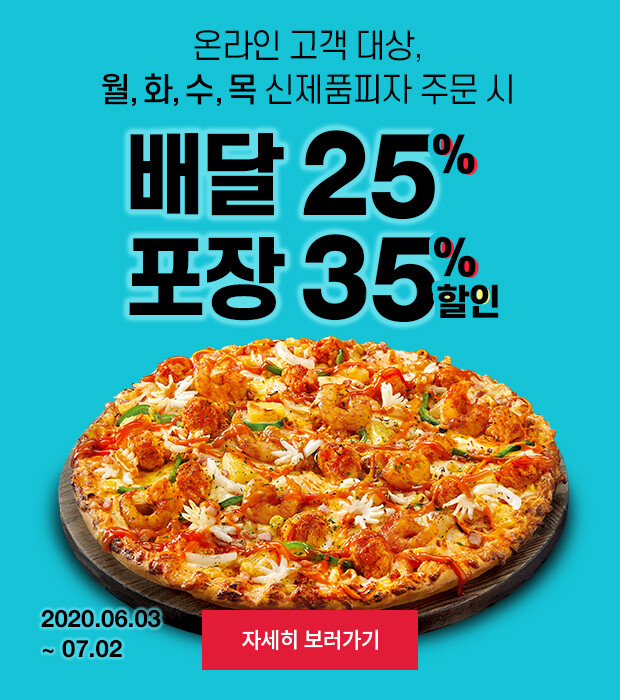 온라인 고객 대상,
월, 화, 수, 목 신제품피자 주문 시
배달 25%
포장 35% 할인
2020.06.03
~ 07.02
자세히 보러가기